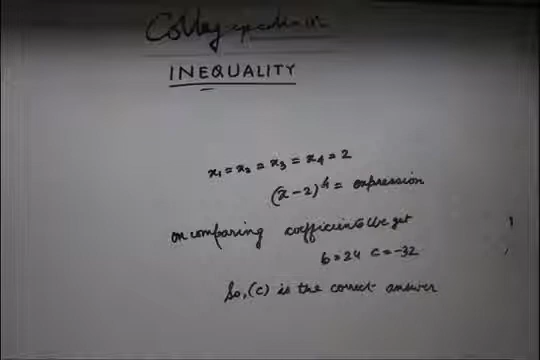 INEQUALITY
x₁ = x₂ = x₃ = x₄ = 2
(x-2)⁴ = expression
on comparing coefficients we get
b = 24 c = -32
So, (c) is the correct answer